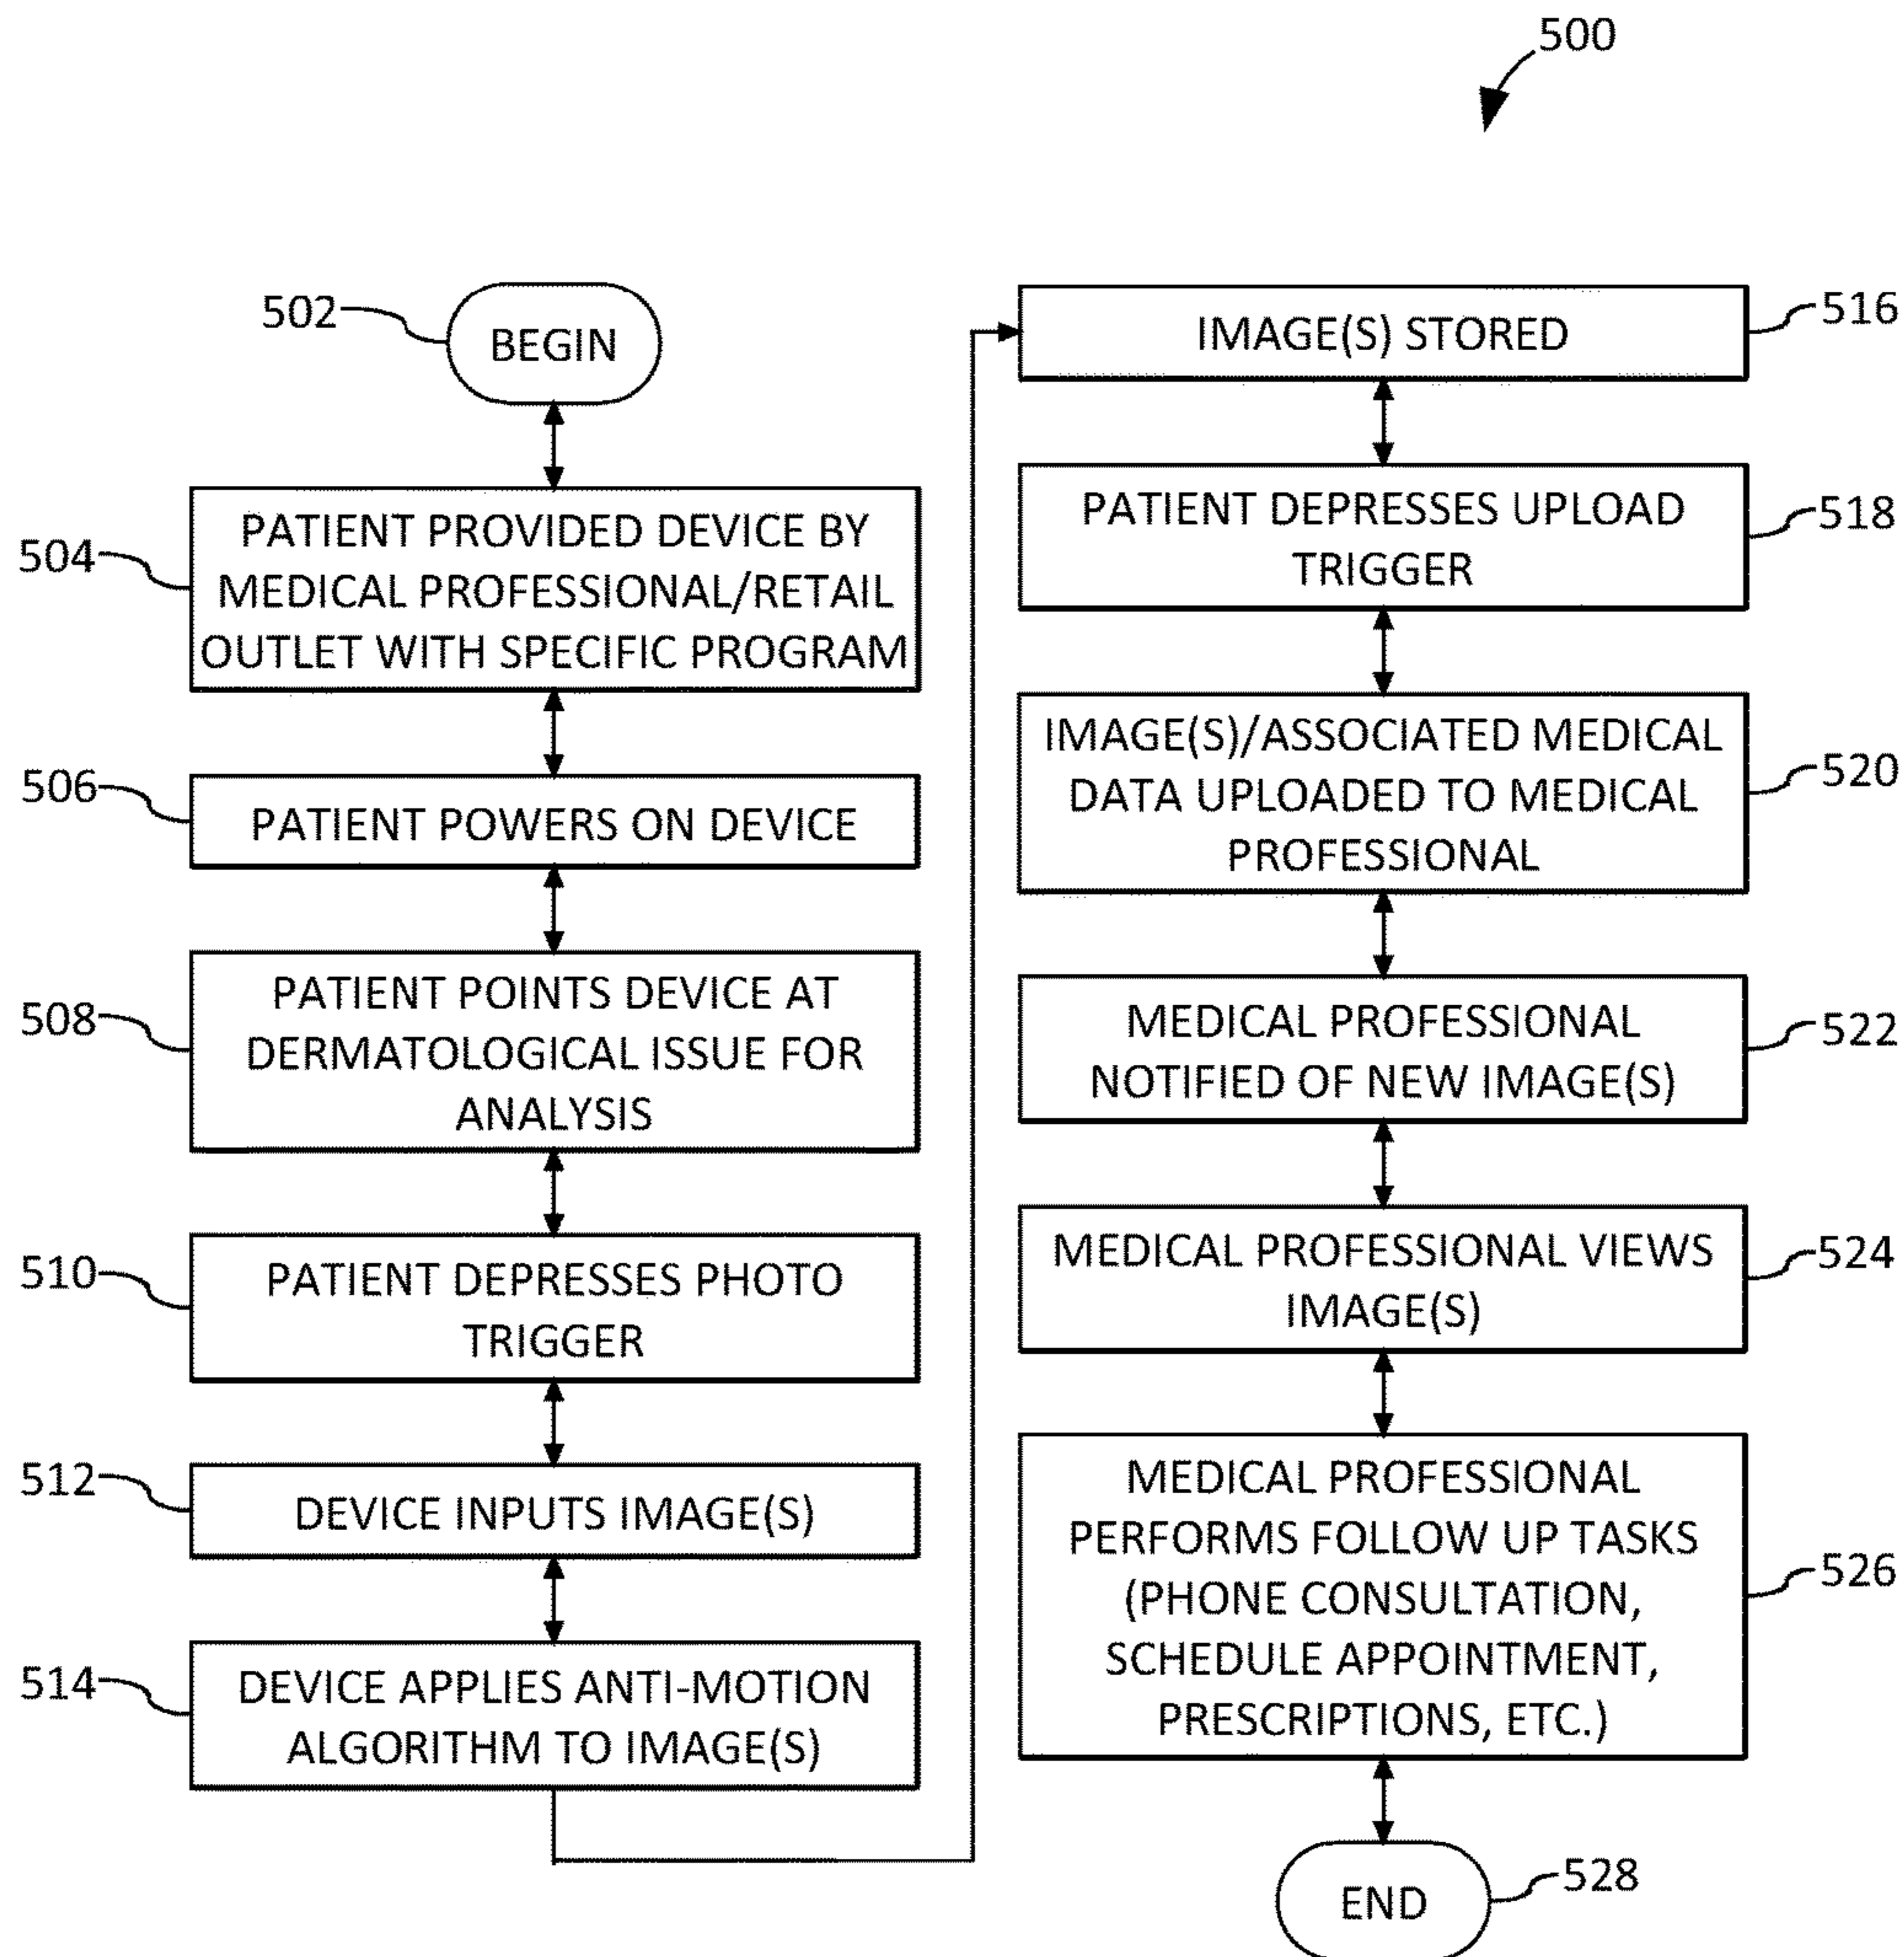 500
502
BEGIN
504
PATIENT PROVIDED DEVICE BY
MEDICAL PROFESSIONAL/RETAIL
OUTLET WITH SPECIFIC PROGRAM
506
PATIENT POWERS ON DEVICE
508
PATIENT POINTS DEVICE AT
DERMATOLOGICAL ISSUE FOR
ANALYSIS
510
PATIENT DEPRESSES PHOTO
TRIGGER
512
DEVICE INPUTS IMAGE(S)
514
DEVICE APPLIES ANTI-MOTION
ALGORITHM TO IMAGE(S)
516
IMAGE(S) STORED
518
PATIENT DEPRESSES UPLOAD
TRIGGER
520
IMAGE(S)/ASSOCIATED MEDICAL
DATA UPLOADED TO MEDICAL
PROFESSIONAL
522
MEDICAL PROFESSIONAL
NOTIFIED OF NEW IMAGE(S)
524
MEDICAL PROFESSIONAL VIEWS
IMAGE(S)
526
MEDICAL PROFESSIONAL
PERFORMS FOLLOW UP TASKS
(PHONE CONSULTATION,
SCHEDULE APPOINTMENT,
PRESCRIPTIONS, ETC.)
528
END